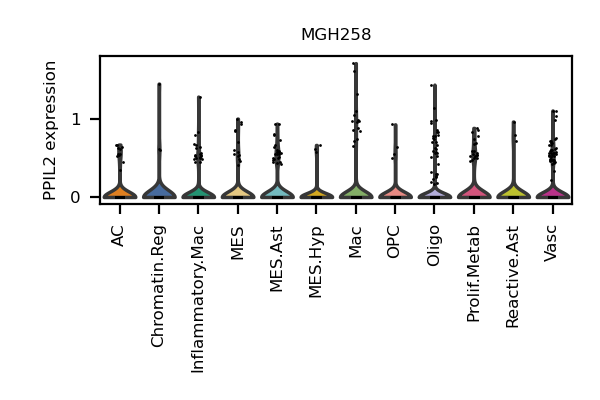 MGH258
PPIL2 expression
1
0
AC
Chromatin.Reg
Inflammatory.Mac
MES
MES.Ast
MES.Hyp
Mac
OPC
Oligo
Prolif.Metab
Reactive.Ast
Vasc